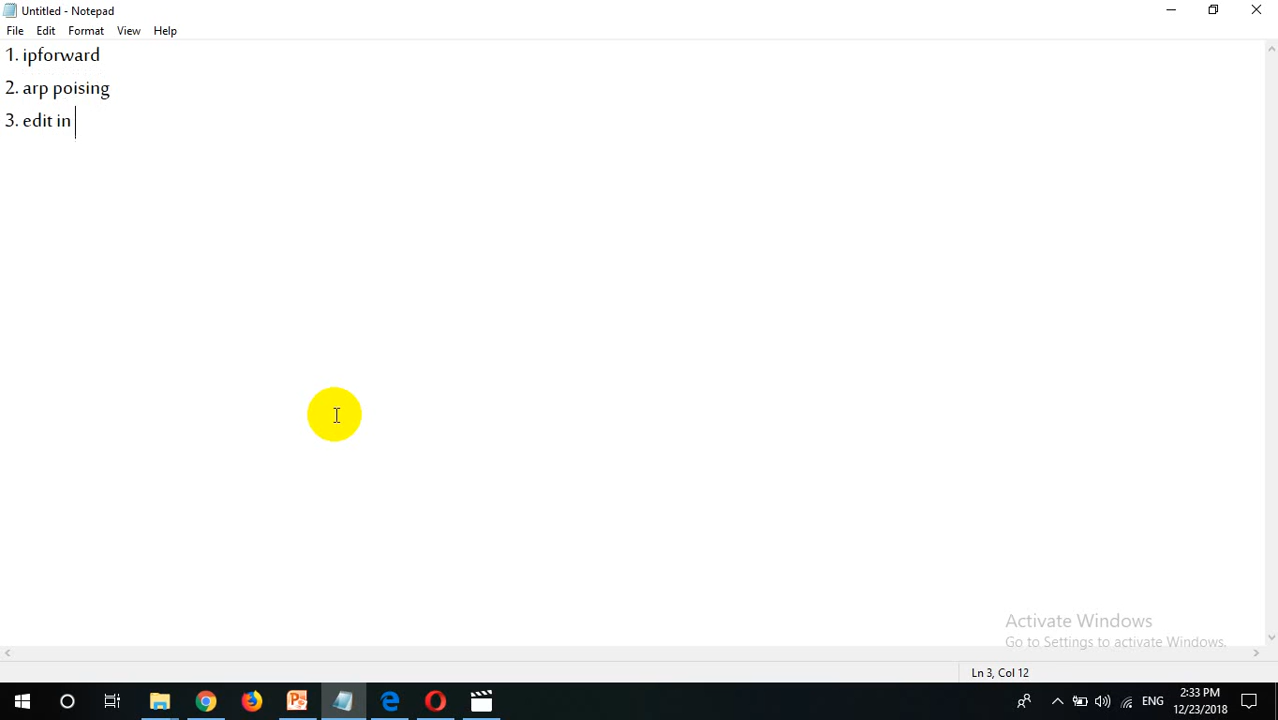 Untitled - Notepad
File Edit Format View Help
1. ipforward
2. arp poising
3. edit in
Activate Windows
Go to Settings to activate Windows.
Ln 3, Col 12
ENG
2:33 PM
12/23/2018